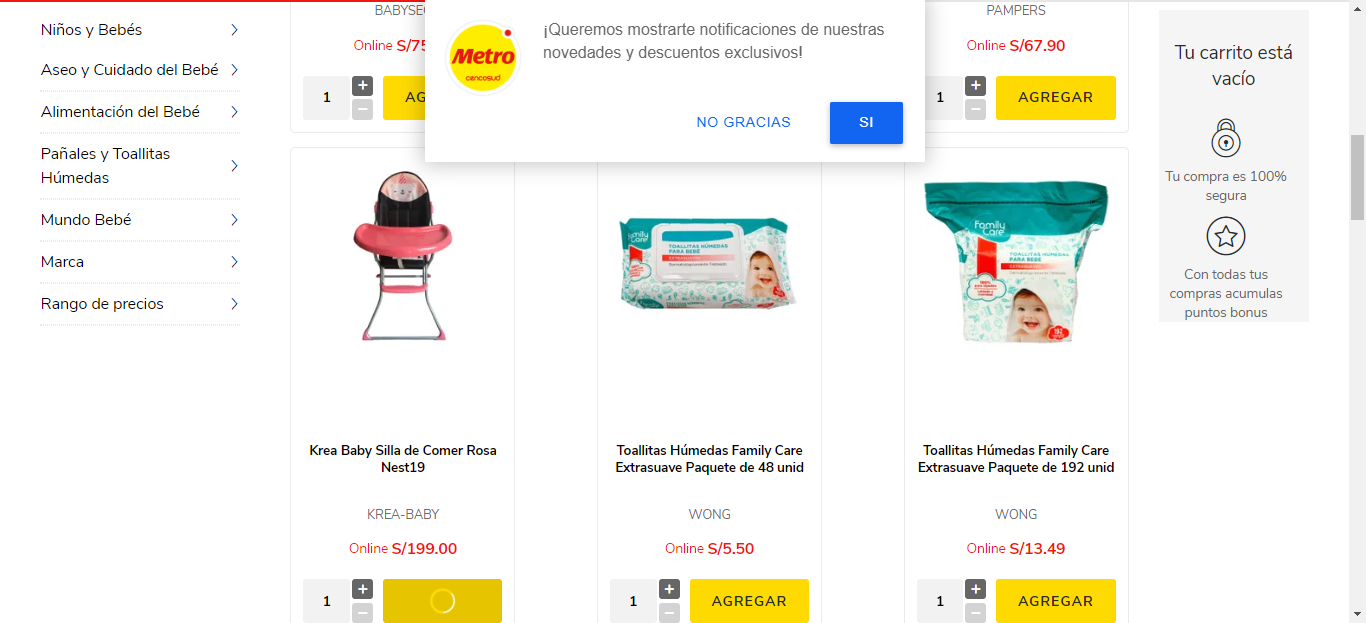 Niños y Bebés
Aseo y Cuidado del Bebé
Alimentación del Bebé
Pañales y Toallitas
Húmedas
Mundo Bebé
Marca
Rango de precios
Online S/75
1
+
−
AG
Metro
cencosud
¡Queremos mostrarte notificaciones de nuestras
novedades y descuentos exclusivos!
NO GRACIAS
SI
PAMPERS
Online S/67.90
1
+
−
AGREGAR
Krea Baby Silla de Comer Rosa
Nest19
KREA-BABY
Online S/199.00
1
+
−
Family
Care
TOALLITAS HÚMEDAS
PARA BEBÉ
EXTRASUAVE
Toallitas Húmedas Family Care
Extrasuave Paquete de 48 unid
WONG
Online S/5.50
1
+
−
AGREGAR
Family
Care
TOALLITAS HÚMEDAS
PARA BEBÉ
EXTRASUAVE
100%
192
Toallitas Húmedas Family Care
Extrasuave Paquete de 192 unid
WONG
Online S/13.49
1
+
−
AGREGAR
Tu carrito está
vacío
Tu compra es 100%
segura
Con todas tus
compras acumulas
puntos bonus